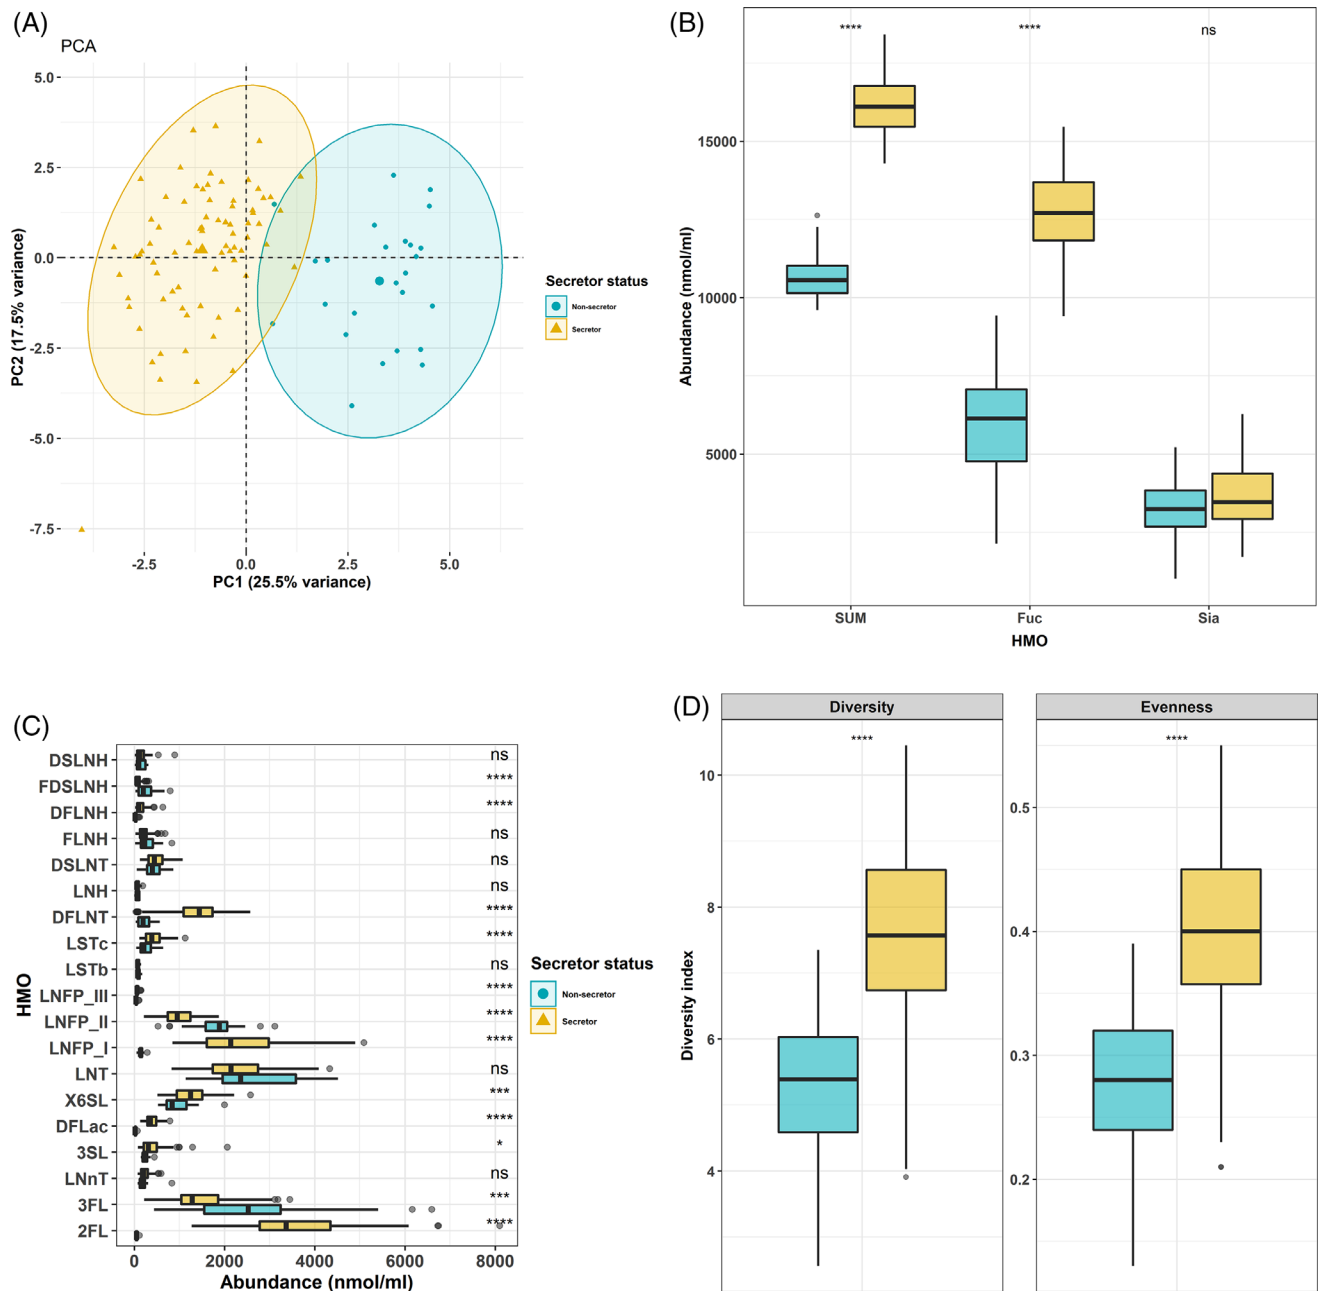 (A)
PCA
5.0
2.5
0.0
-2.5
-5.0
-7.5
PC2 (17.5% variance)
-2.5 0.0 2.5 5.0
PC1 (25.5% variance)
Secretor status
Non-secretor
Secretor
(B)
**** **** ns
15000
10000
5000
Abundance (nmol/ml)
SUM Fuc Sia
HMO
(C)
DSLNH ns
FDSLNH ****
DFLNH ****
FLNH ns
DSLNT ns
LNH ns
DFLNT ****
LSTc ****
LSTb ns
LNFP_III ****
LNFP_II ****
LNFP_I ****
LNT ns
X6SL ***
DFLac ****
3SL *
LNnT ns
3FL ***
2FL ****
HMO
0 2000 4000 6000 8000
Abundance (nmol/ml)
Secretor status
Non-secretor
Secretor
(D)
Diversity
****
10
8
6
4
Diversity index
Evenness
****
0.5
0.4
0.3
0.2